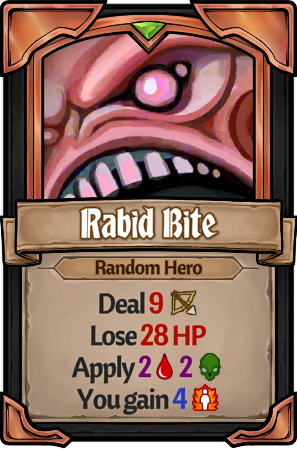 Rabid Bite
Random Hero
Deal 9
Lose 28 HP
Apply 2 2
You gain 4